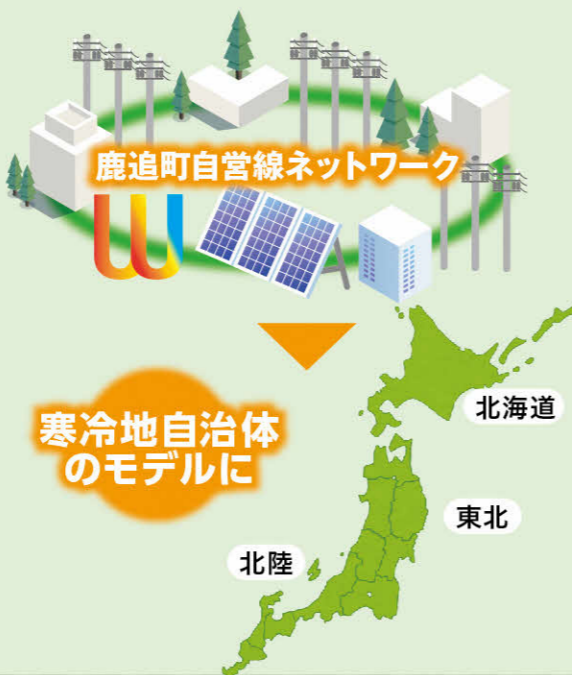 鹿追町自営線ネットワーク
寒冷地自治体
のモデルに
北海道
東北
北陸